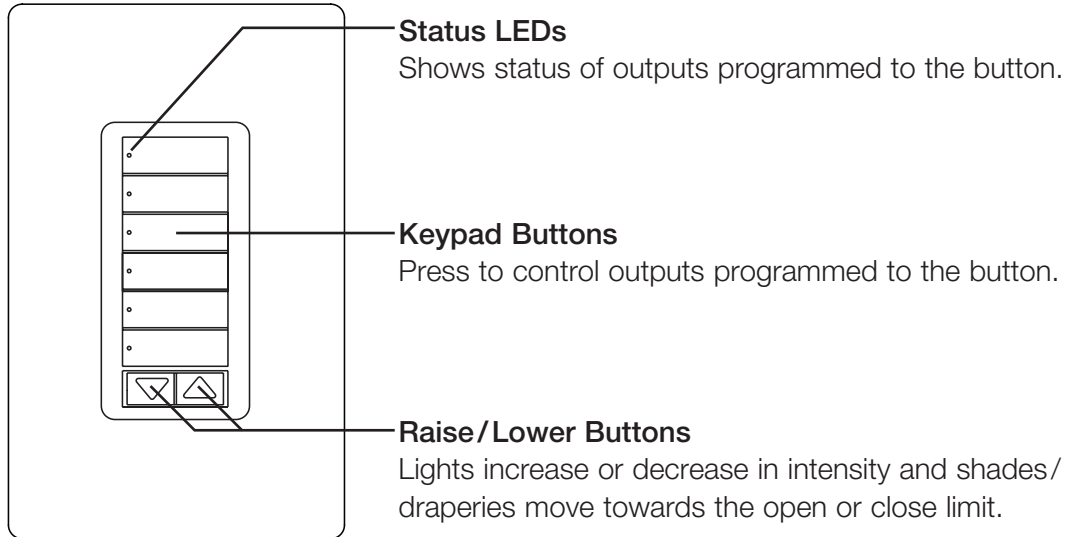 Status LEDs
Shows status of outputs programmed to the button.
Keypad Buttons
Press to control outputs programmed to the button.
Raise/Lower Buttons
Lights increase or decrease in intensity and shades/
draperies move towards the open or close limit.